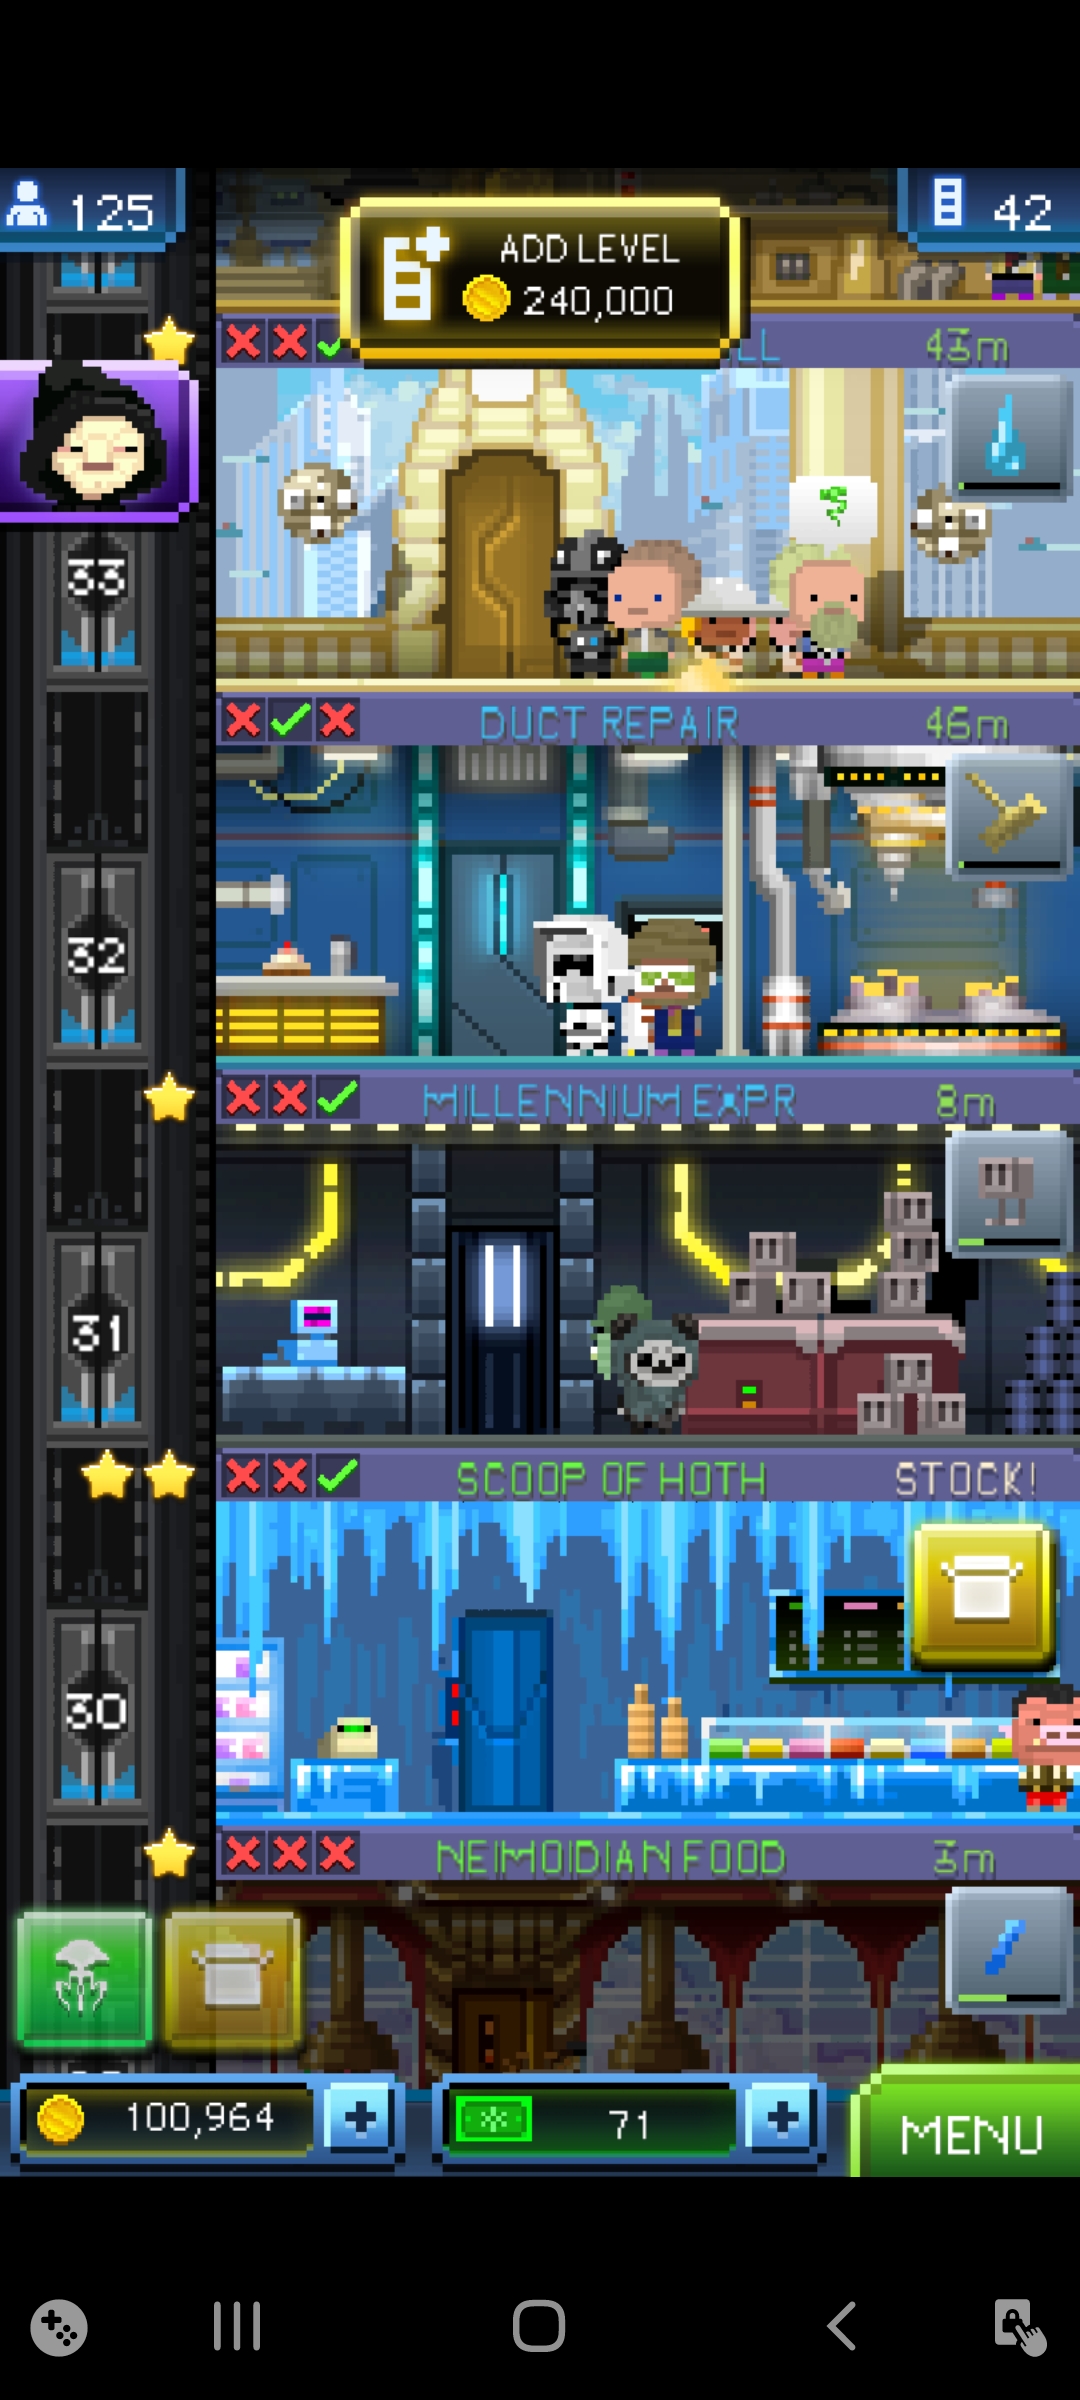 125
ADD LEVEL
240,000
42
LL
43m
33
DUCT REPAIR
46m
32
MILLENNIUM EXPR
8m
31
SCOOP OF HOTH
STOCK!
30
NEIMOIDIAN FOOD
3m
100,964
71
MENU